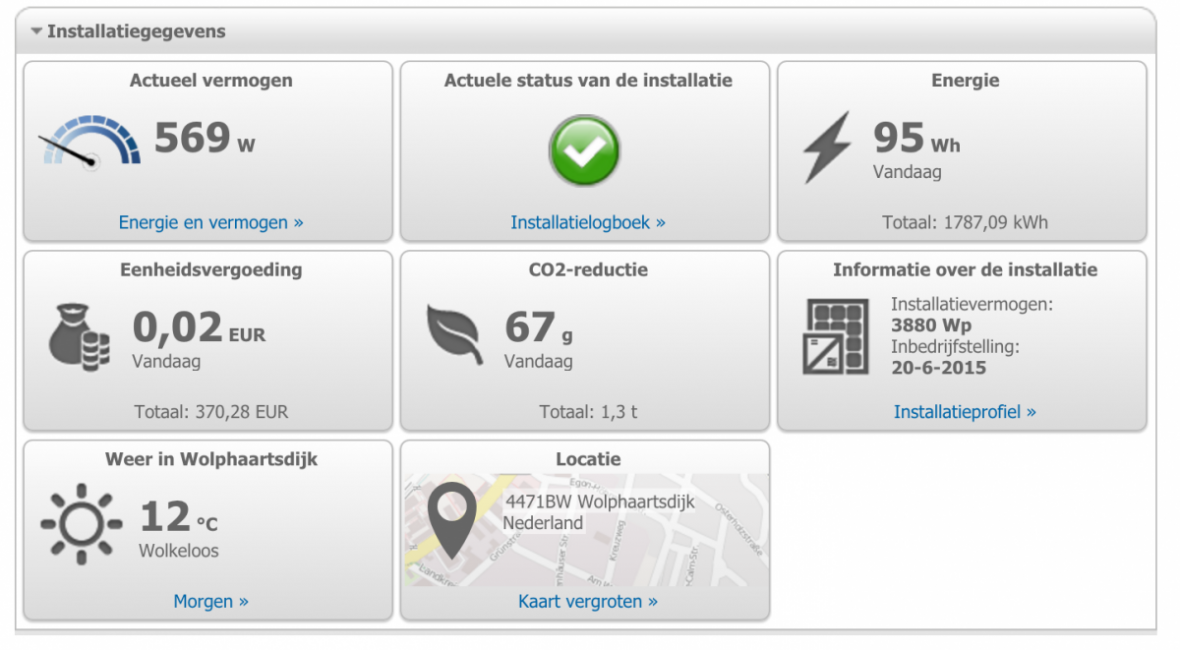 Installatiegegevens
Actueel vermogen
569 W
Energie en vermogen »
Actuele status van de installatie
Installatielogboek »
Energie
95 Wh
Vandaag
Totaal: 1787,09 kWh
Eenheidsvergoeding
0,02 EUR
Vandaag
Totaal: 370,28 EUR
CO2-reductie
67 g
Vandaag
Totaal: 1,3 t
Informatie over de installatie
Installatievermogen:
3880 Wp
Inbedrijfstelling:
20-6-2015
Installatieprofiel »
Weer in Wolphaartsdijk
12 °C
Wolkeloos
Morgen »
Locatie
4471BW Wolphaartsdijk
Nederland
Kaart vergroten »